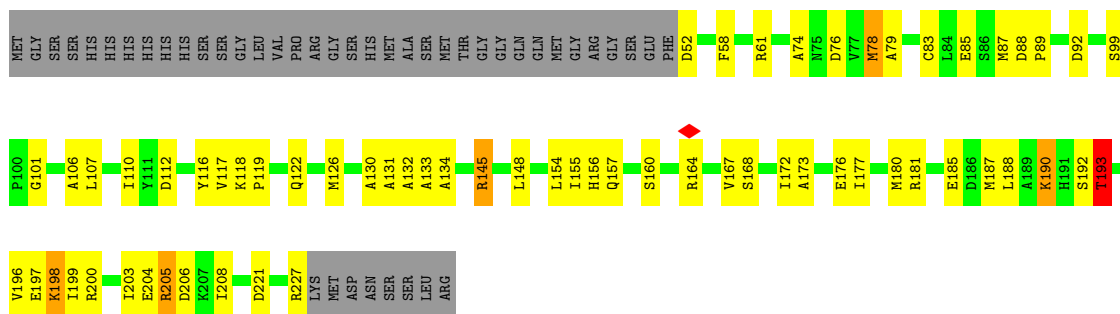 MET GLY SER SER HIS HIS HIS HIS HIS HIS SER SER GLY LEU VAL PRO ARG GLY SER HIS MET ALA SER MET THR GLY GLY GLN GLN MET GLY ARG GLY SER GLU PHE D52 F58 R61 A74 N75 D76 V77 M78 A79 C83 L84 E85 S86 M87 D88 P89 D92 S99
P100 G101 A106 L107 I110 Y111 D112 Y116 V117 K118 P119 Q122 M126 A130 A131 A132 A133 A134 R145 L148 L154 I155 H156 Q157 S160 R164 V167 S168 I172 A173 E176 I177 M180 R181 E185 D186 M187 L188 A189 K190 H191 S192 T193
V196 E197 K198 I199 R200 I203 E204 R205 D206 K207 I208 D221 R227 LYS MET ASP ASN SER SER LEU ARG